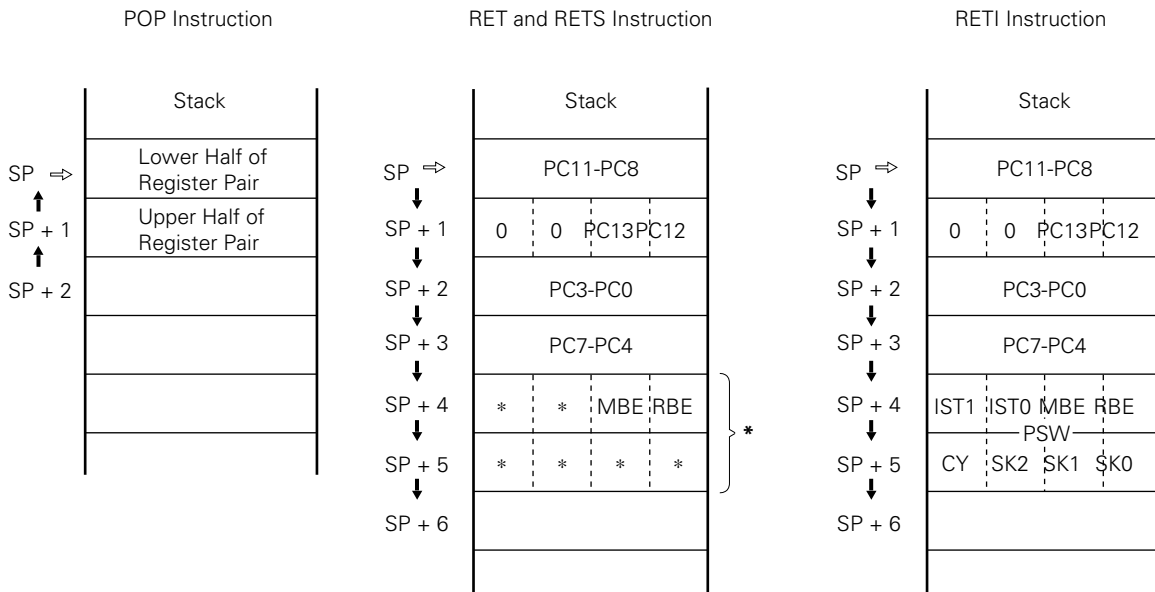 POP Instruction
Stack
SP
Lower Half of
Register Pair
SP + 1
Upper Half of
Register Pair
SP + 2
RET and RETS Instruction
Stack
SP
PC11-PC8
SP + 1
0 0 PC13 PC12
SP + 2
PC3-PC0
SP + 3
PC7-PC4
SP + 4
* * MBE RBE
*
SP + 5
* * * *
SP + 6
RETI Instruction
Stack
SP
PC11-PC8
SP + 1
0 0 PC13 PC12
SP + 2
PC3-PC0
SP + 3
PC7-PC4
SP + 4
IST1 IST0 MBE RBE
PSW
SP + 5
CY SK2 SK1 SK0
SP + 6